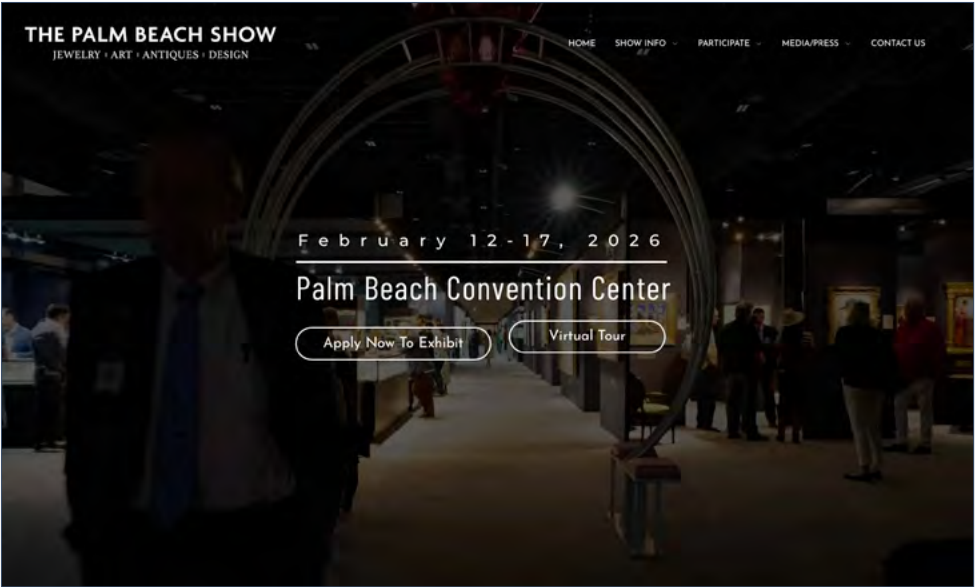 THE PALM BEACH SHOW
JEWELRY + ART + ANTIQUES + DESIGN
HOME SHOW INFO PARTICIPATE MEDIA/PRESS CONTACT US
February 12-17, 2026
Palm Beach Convention Center
Apply Now To Exhibit
Virtual Tour